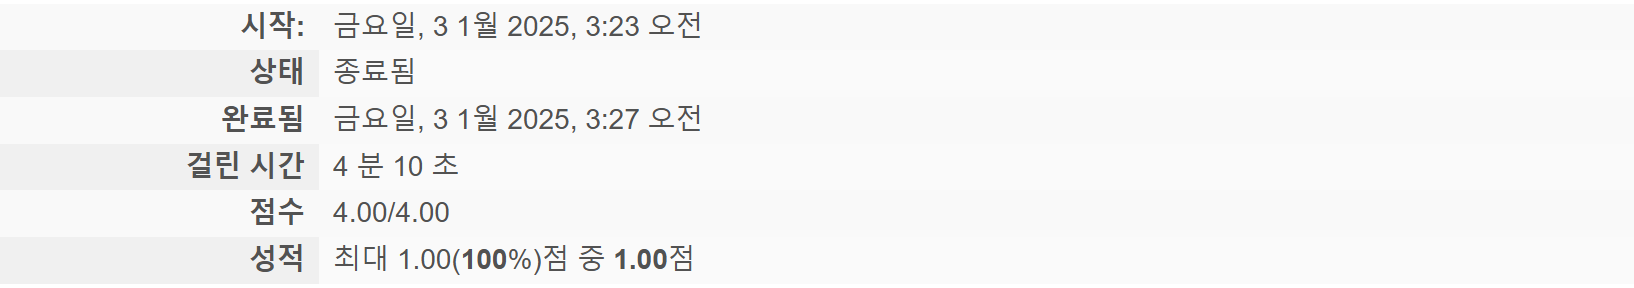 시작: 금요일, 3 1월 2025, 3:23 오전
상태 종료됨
완료됨 금요일, 3 1월 2025, 3:27 오전
걸린 시간 4 분 10 초
점수 4.00/4.00
성적 최대 1.00(100%)점 중 1.00점